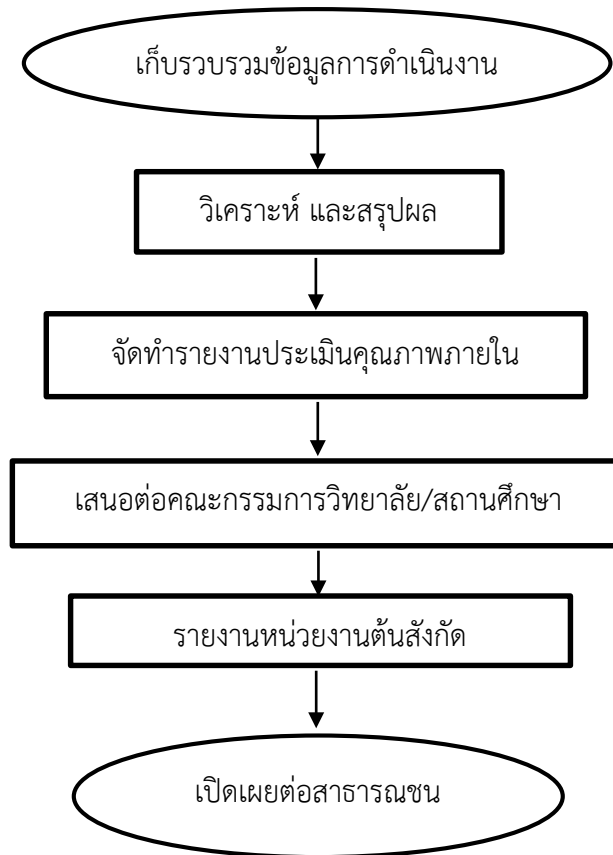 เก็บรวบรวมข้อมูลการดำเนินงาน
วิเคราะห์ และสรุปผล
จัดทำรายงานประเมินคุณภาพภายใน
เสนอต่อคณะกรรมการวิทยาลัย/สถานศึกษา
รายงานหน่วยงานต้นสังกัด
เปิดเผยต่อสาธารณชน